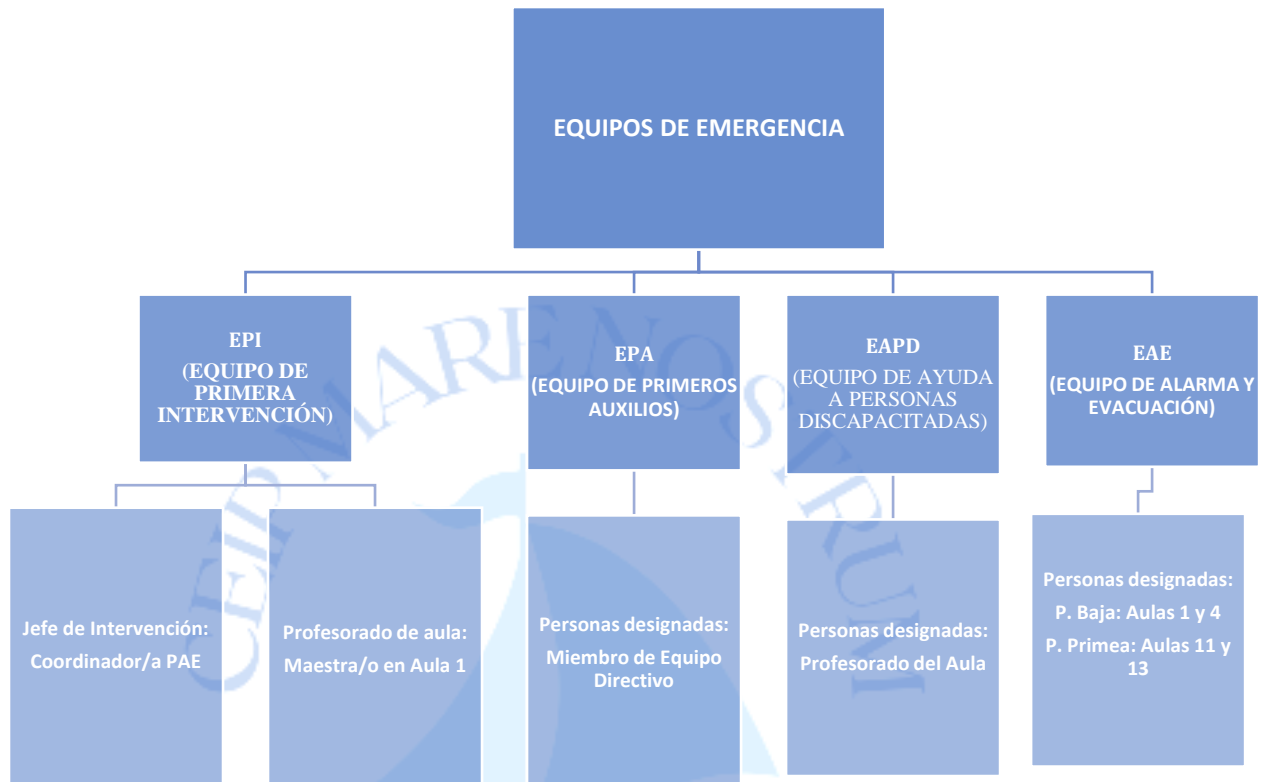 EQUIPOS DE EMERGENCIA
EPI
(EQUIPO DE
PRIMERA
INTERVENCIÓN)
EPA
(EQUIPO DE PRIMEROS
AUXILIOS)
EAPD
(EQUIPO DE AYUDA
A PERSONAS
DISCAPACITADAS)
EAE
(EQUIPO DE ALARMA Y
EVACUACIÓN)
Jefe de Intervención:
Coordinador/a PAE
Profesorado de aula:
Maestra/o en Aula 1
Personas designadas:
Miembro de Equipo
Directivo
Personas designadas:
Profesorado del Aula
Personas designadas:
P. Baja: Aulas 1 y 4
P. Primea: Aulas 11 y
13
CEIP MARE NOSTRUM